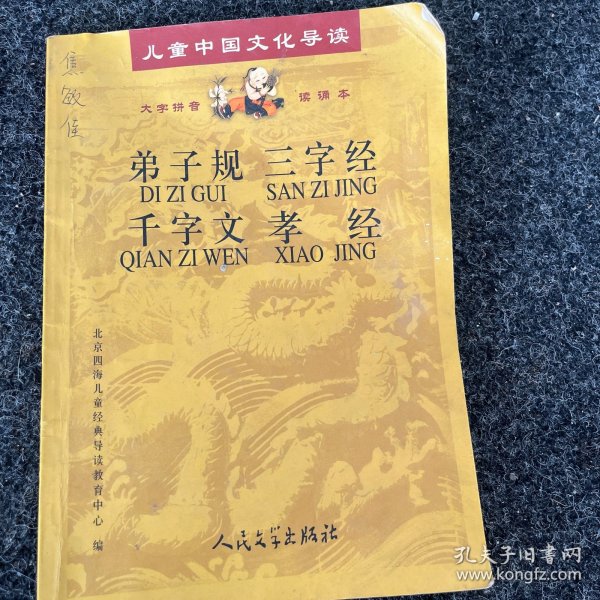 儿童中国文化导读
大字拼音 读诵本
焦敏佳
弟子规 三字经
DI ZI GUI SAN ZI JING
千字文 孝 经
QIAN ZI WEN XIAO JING
北京四海儿童经典导读教育中心 编
人民文学出版社
孔夫子旧书网
www.kongfz.com